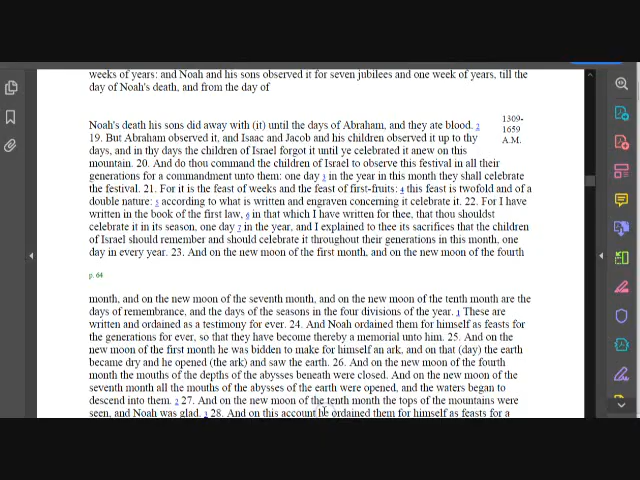 weeks of years: and Noah and his sons observed it for seven jubilees and one week of years, till the
day of Noah's death, and from the day of
Noah's death his sons did away with (it) until the days of Abraham, and they ate blood. 2
1309-
1659
A.M.
19. But Abraham observed it, and Isaac and Jacob and his children observed it up to thy
days, and in thy days the children of Israel forgot it until ye celebrated it anew on this
mountain. 20. And do thou command the children of Israel to observe this festival in all their
generations for a commandment unto them: one day 3 in the year in this month they shall celebrate
the festival. 21. For it is the feast of weeks and the feast of first-fruits: 4 this feast is twofold and of a
double nature: 5 according to what is written and engraven concerning it celebrate it. 22. For I have
written in the book of the first law, 6 in that which I have written for thee, that thou shouldst
celebrate it in its season, one day 7 in the year, and I explained to thee its sacrifices that the children
of Israel should remember and should celebrate it throughout their generations in this month, one
day in every year. 23. And on the new moon of the first month, and on the new moon of the fourth
p. 64
month, and on the new moon of the seventh month, and on the new moon of the tenth month are the
days of remembrance, and the days of the seasons in the four divisions of the year. 1 These are
written and ordained as a testimony for ever. 24. And Noah ordained them for himself as feasts for
the generations for ever, so that they have become thereby a memorial unto him. 25. And on the
new moon of the first month he was bidden to make for himself an ark, and on that (day) the earth
became dry and he opened (the ark) and saw the earth. 26. And on the new moon of the fourth
month the mouths of the depths of the abysses beneath were closed. And on the new moon of the
seventh month all the mouths of the abysses of the earth were opened, and the waters began to
descend into them. 2 27. And on the new moon of the tenth month the tops of the mountains were
seen, and Noah was glad. 1 28. And on this account he ordained them for himself as feasts for a